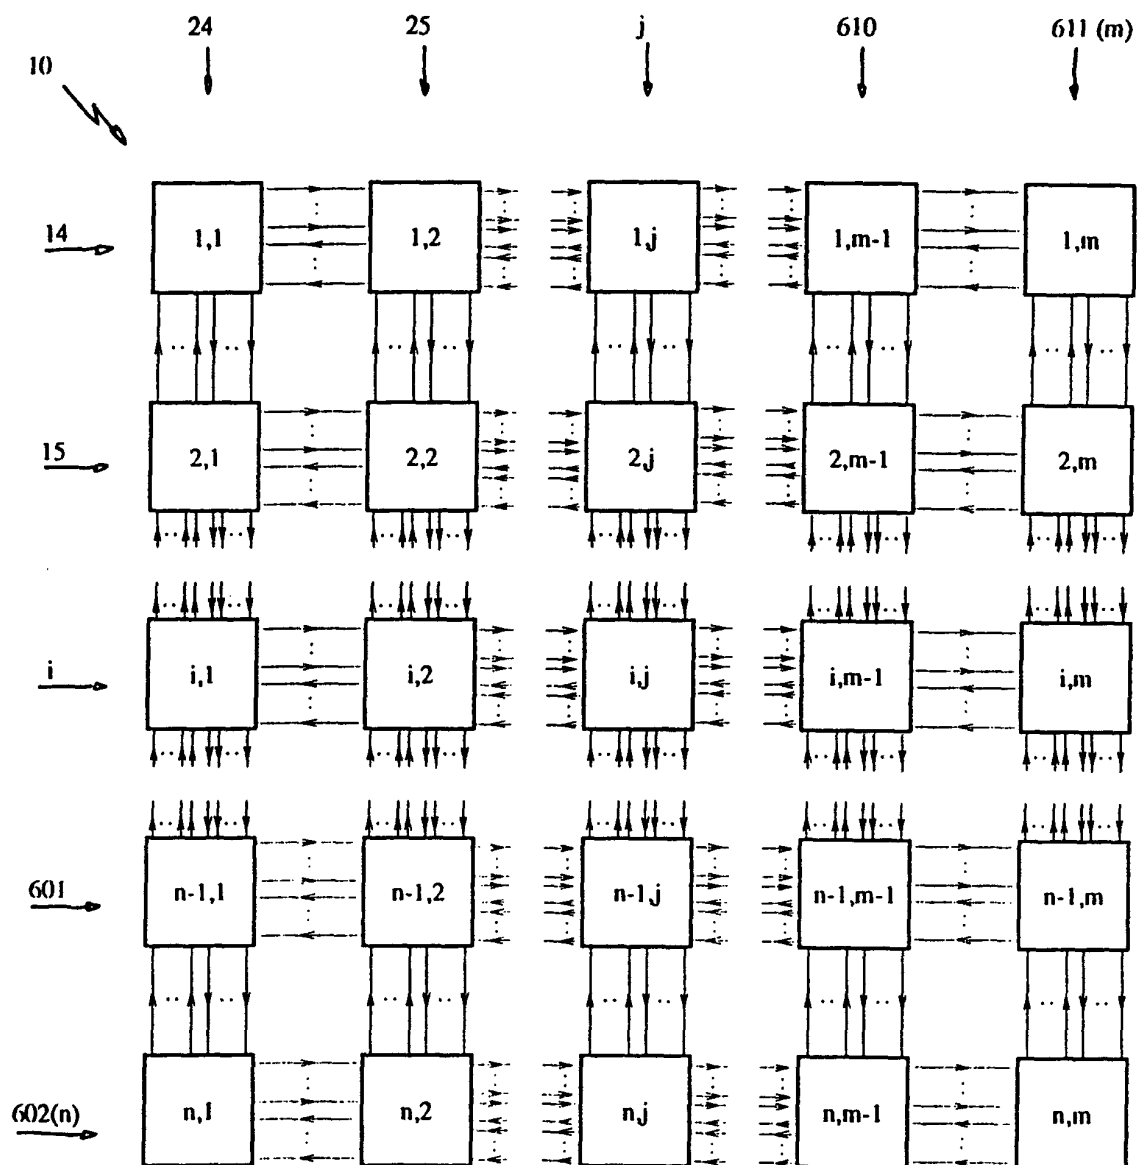 24 25 j 610 611 (m)
10
14 1,1 1,2 1,j 1,m-1 1,m
15 2,1 2,2 2,j 2,m-1 2,m
i i,1 i,2 i,j i,m-1 i,m
601 n-1,1 n-1,2 n-1,j n-1,m-1 n-1,m
602(n) n,1 n,2 n,j n,m-1 n,m